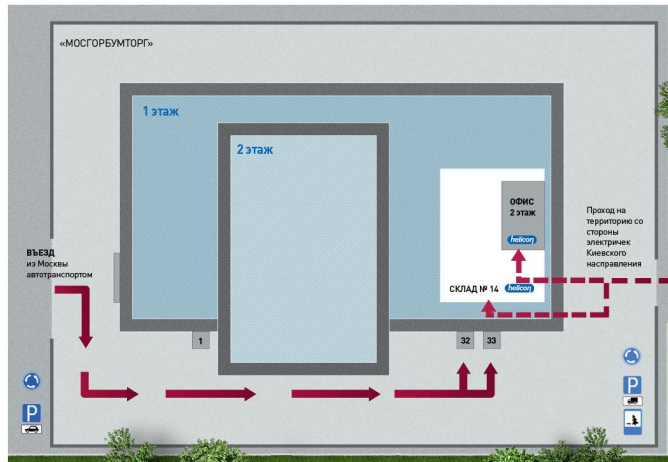 «МОСГОРБУМТОРГ»
1 этаж
2 этаж
ОФИС
2 этаж
helicon
Проход на
территорию со
стороны
электричек
Киевского
насправления
ВЪЕЗД
из Москвы
автотранспортом
СКЛАД № 14 helicon
1
32 33
P
P